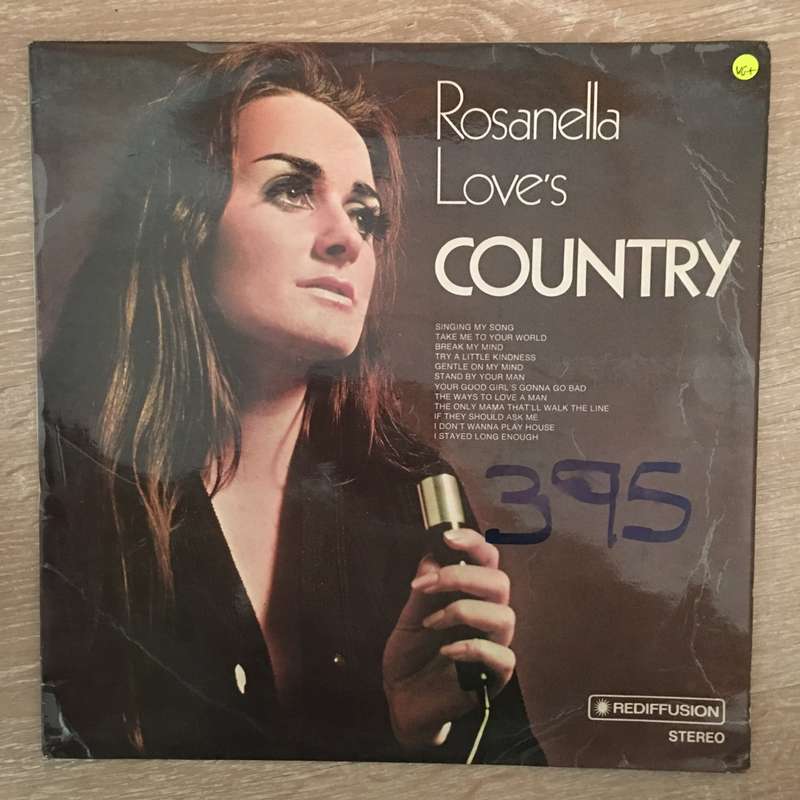 VG+
Rosanella
Love's
COUNTRY
SINGING MY SONG
TAKE ME TO YOUR WORLD
BREAK MY MIND
TRY A LITTLE KINDNESS
GENTLE ON MY MIND
STAND BY YOUR MAN
YOUR GOOD GIRL'S GONNA GO BAD
THE WAYS TO LOVE A MAN
THE ONLY MAMA THAT'LL WALK THE LINE
IF THEY SHOULD ASK ME
I DON'T WANNA PLAY HOUSE
I STAYED LONG ENOUGH
395
REDIFFUSION
STEREO